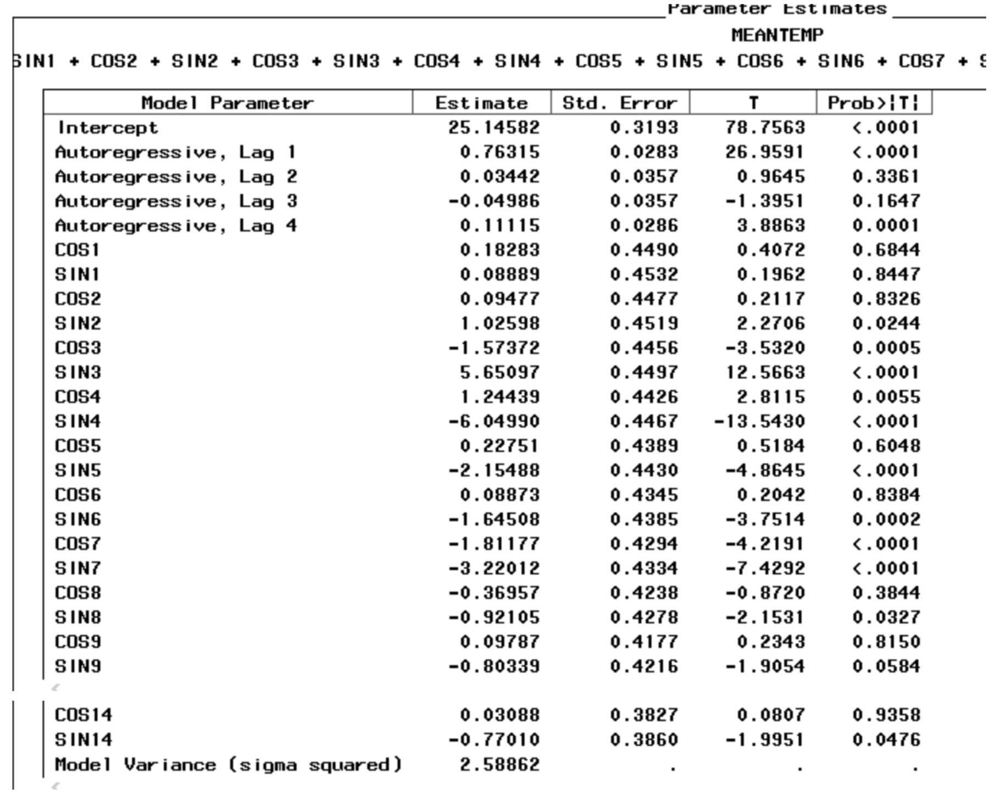 Parameter Estimates
MEANTEMP
SIN1 + COS2 + SIN2 + COS3 + SIN3 + COS4 + SIN4 + COS5 + SIN5 + COS6 + SIN6 + COS7 + S
Model Parameter Estimate Std. Error T Prob>|T|
Intercept 25.14582 0.3193 78.7563 <.0001
Autoregressive, Lag 1 0.76315 0.0283 26.9591 <.0001
Autoregressive, Lag 2 0.03442 0.0357 0.9645 0.3361
Autoregressive, Lag 3 -0.04986 0.0357 -1.3951 0.1647
Autoregressive, Lag 4 0.11115 0.0286 3.8863 0.0001
COS1 0.18283 0.4490 0.4072 0.6844
SIN1 0.08889 0.4532 0.1962 0.8447
COS2 0.09477 0.4477 0.2117 0.8326
SIN2 1.02598 0.4519 2.2706 0.0244
COS3 -1.57372 0.4456 -3.5320 0.0005
SIN3 5.65097 0.4497 12.5663 <.0001
COS4 1.24439 0.4426 2.8115 0.0055
SIN4 -6.04990 0.4467 -13.5430 <.0001
COS5 0.22751 0.4389 0.5184 0.6048
SIN5 -2.15488 0.4430 -4.8645 <.0001
COS6 0.08873 0.4345 0.2042 0.8384
SIN6 -1.64508 0.4385 -3.7514 0.0002
COS7 -1.81177 0.4294 -4.2191 <.0001
SIN7 -3.22012 0.4334 -7.4292 <.0001
COS8 -0.36957 0.4238 -0.8720 0.3844
SIN8 -0.92105 0.4278 -2.1531 0.0327
COS9 0.09787 0.4177 0.2343 0.8150
SIN9 -0.80339 0.4216 -1.9054 0.0584
COS14 0.03088 0.3827 0.0807 0.9358
SIN14 -0.77010 0.3860 -1.9951 0.0476
Model Variance (sigma squared) 2.58862 . . .